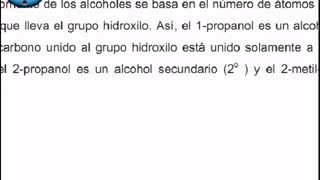 de los alcoholes se basa en el número de átomos
que lleva el grupo hidroxilo. Así, el 1-propanol es un alcoh
carbono unido al grupo hidroxilo está unido solamente a
el 2-propanol es un alcohol secundario (2º ) y el 2-metil-